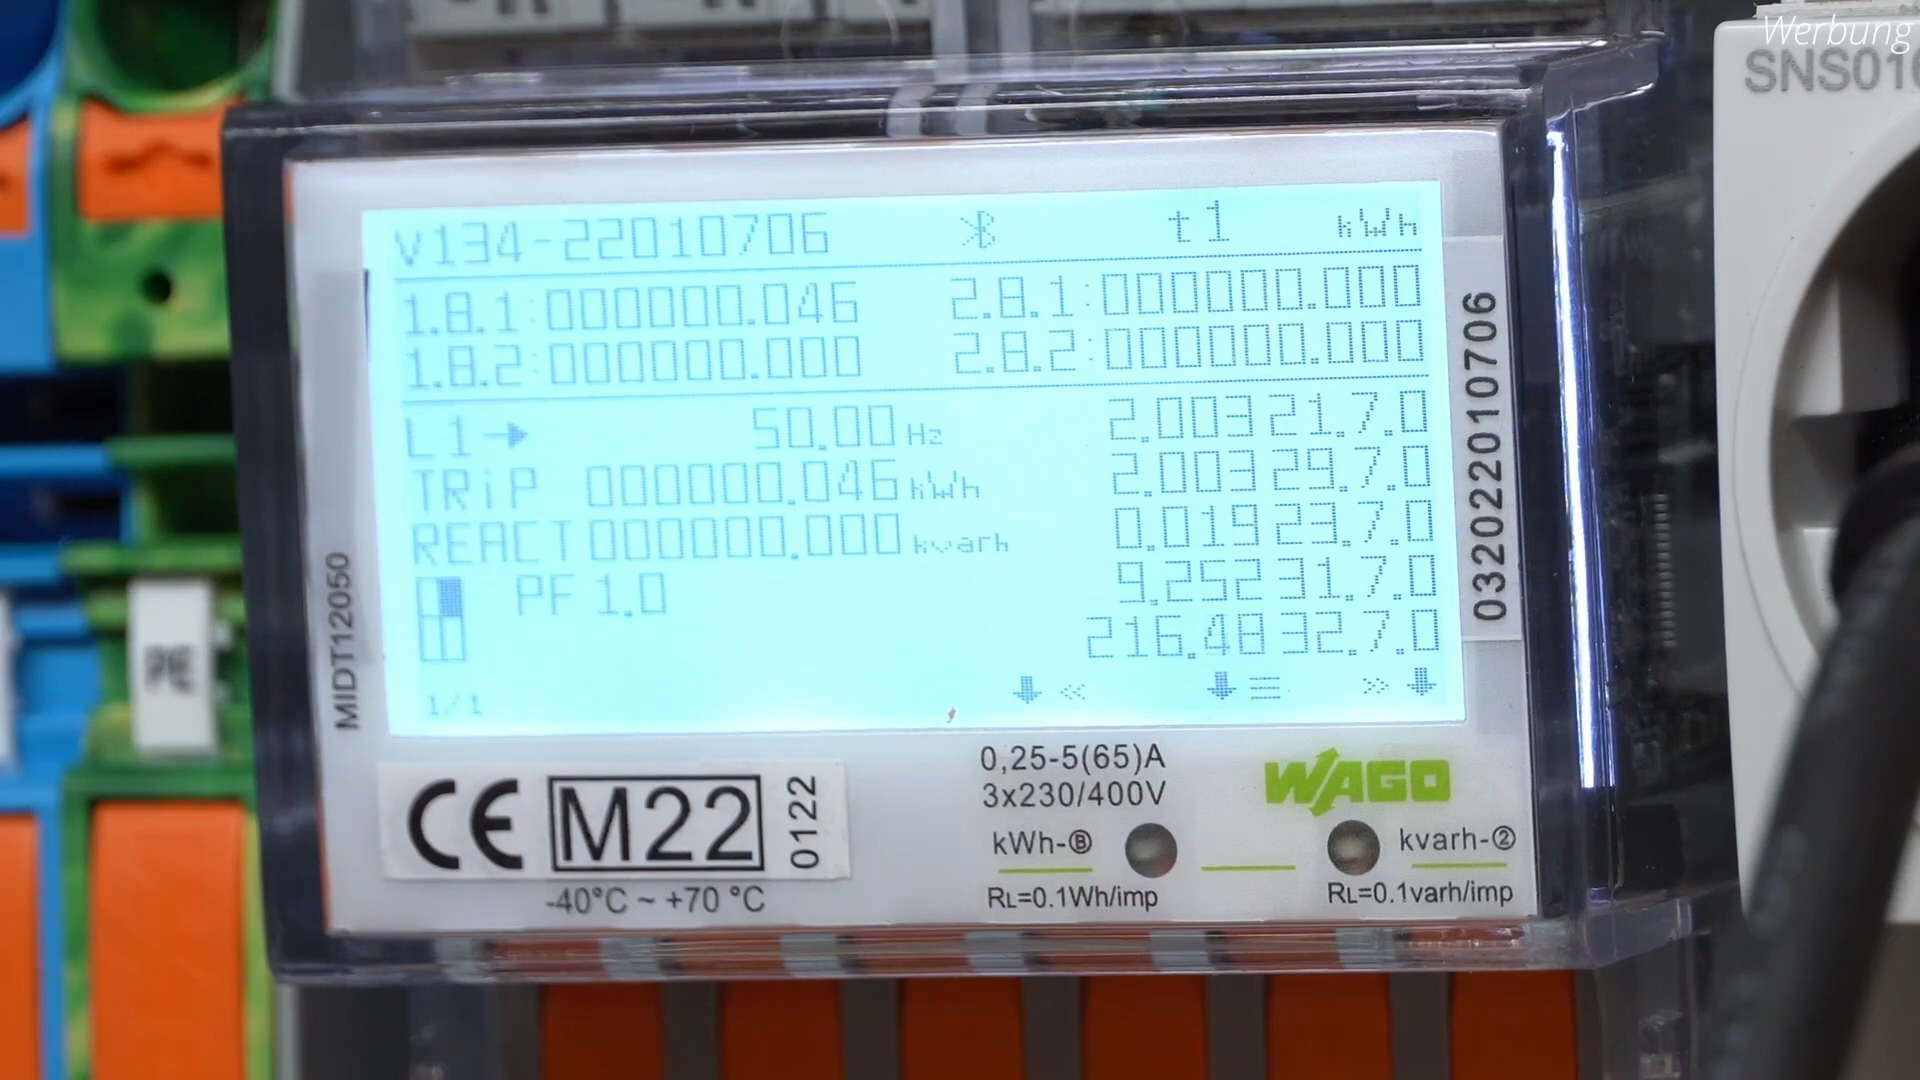 Werbung
SNS01
v134-22010706 t1 kWh
1.8.1:000000.046 2.8.1:000000.000
1.8.2:000000.000 2.8.2:000000.000
L1 50.00 Hz 2.003 21.7.0
TRiP 000000.046 kWh 2.003 29.7.0
REACT 000000.000 kvarh 0.019 23.7.0
PF 1.0 9.252 31.7.0
216.48 32.7.0
1/1 << >>
03202201​0706
MIDT12050
PE
CE M22 0122
-40°C ~ +70 °C
0,25-5(65)A
3x230/400V
WAGO
kWh-Ⓑ kvarh-②
RL=0.1Wh/imp RL=0.1varh/imp